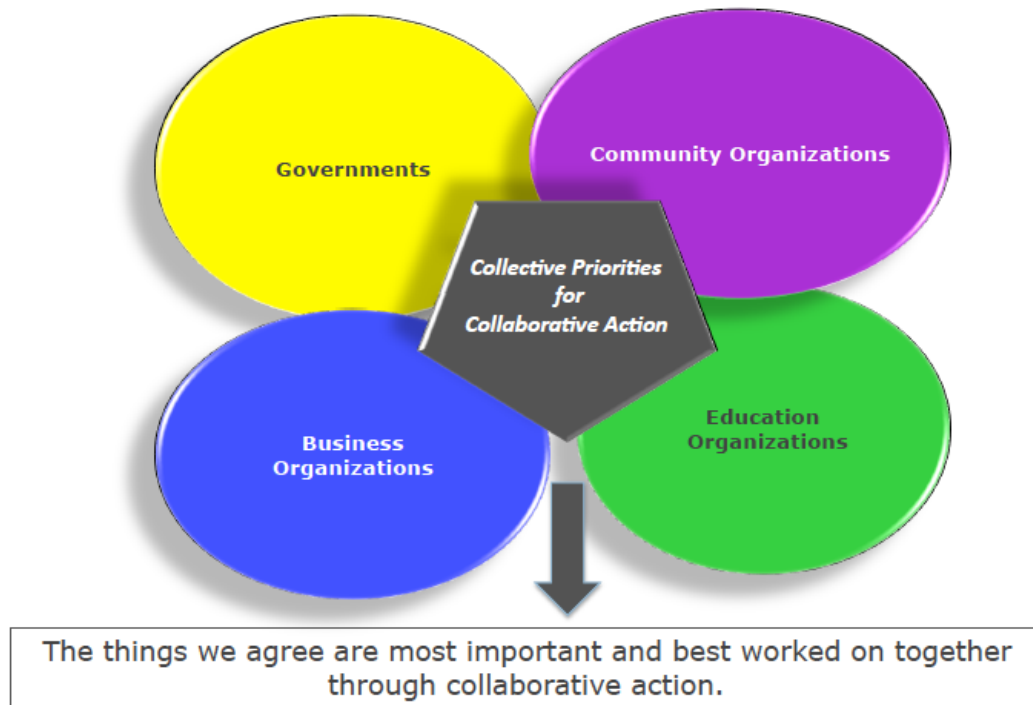 Governments
Community Organizations
Collective Priorities
for
Collaborative Action
Business
Organizations
Education
Organizations
The things we agree are most important and best worked on together
through collaborative action.